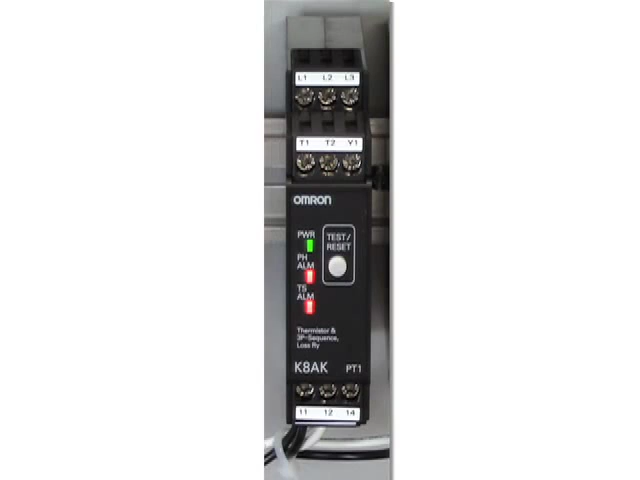 L1 L2 L3
T1 T2 Y1
OMRON
PWR
TEST/
RESET
PH
ALM
TS
ALM
Thermistor &
3P-Sequence,
Loss Ry
K8AK PT1
11 12 14